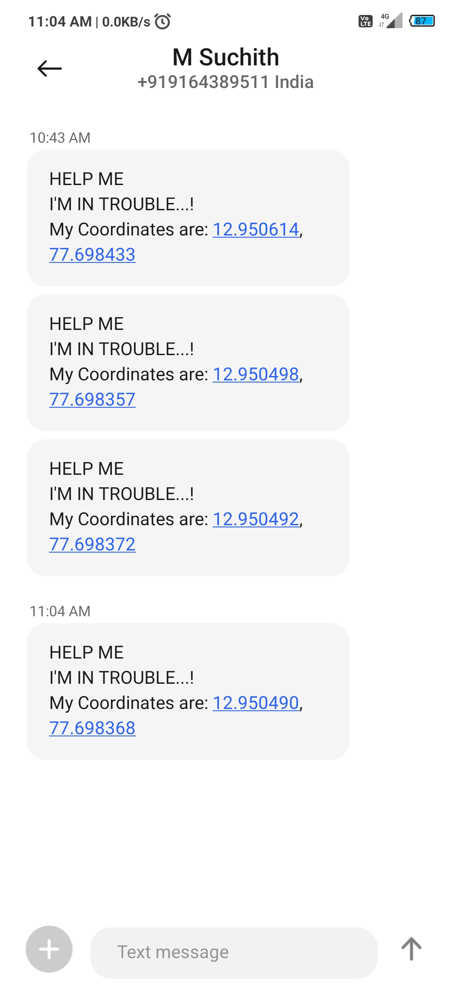 11:04 AM | 0.0KB/s
Vo LTE 4G 87
M Suchith
+919164389511 India
10:43 AM
HELP ME
I'M IN TROUBLE...!
My Coordinates are: 12.950614,
77.698433
HELP ME
I'M IN TROUBLE...!
My Coordinates are: 12.950498,
77.698357
HELP ME
I'M IN TROUBLE...!
My Coordinates are: 12.950492,
77.698372
11:04 AM
HELP ME
I'M IN TROUBLE...!
My Coordinates are: 12.950490,
77.698368
Text message